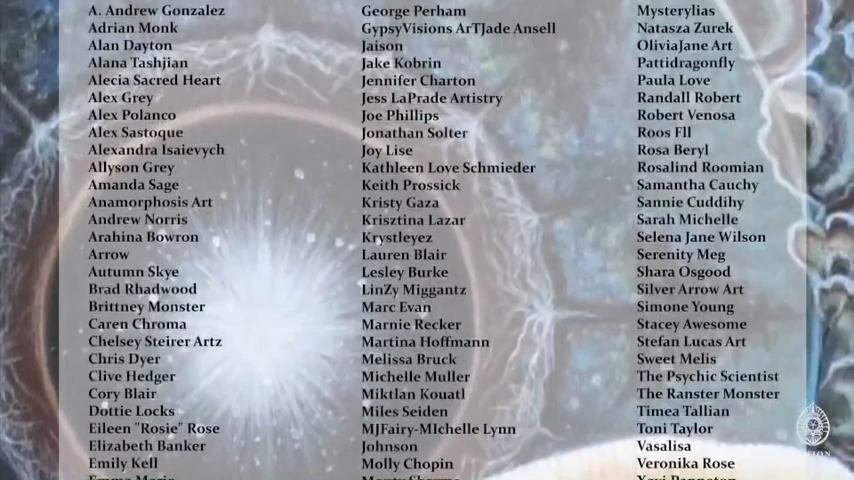 A. Andrew Gonzalez
Adrian Monk
Alan Dayton
Alana Tashjian
Alecia Sacred Heart
Alex Grey
Alex Polanco
Alex Sastoque
Alexandra Isaievych
Allyson Grey
Amanda Sage
Anamorphosis Art
Andrew Norris
Arahina Bowron
Arrow
Autumn Skye
Brad Rhadwood
Brittney Monster
Caren Chroma
Chelsey Steirer Artz
Chris Dyer
Clive Hedger
Cory Blair
Dottie Locks
Eileen "Rosie" Rose
Elizabeth Banker
Emily Kell
George Perham
GypsyVisions ArTJade Ansell
Jaison
Jake Kobrin
Jennifer Charton
Jess LaPrade Artistry
Joe Phillips
Jonathan Solter
Joy Lise
Kathleen Love Schmieder
Keith Prossick
Kristy Gaza
Krisztina Lazar
Krystleyez
Lauren Blair
Lesley Burke
LinZy Miggantz
Marc Evan
Marnie Recker
Martina Hoffmann
Melissa Bruck
Michelle Muller
Miktlan Kouatl
Miles Seiden
MJFairy-MIchelle Lynn
Johnson
Molly Chopin
Mysterylias
Natasza Zurek
OliviaJane Art
Pattidragonfly
Paula Love
Randall Robert
Robert Venosa
Roos Fll
Rosa Beryl
Rosalind Roomian
Samantha Cauchy
Sannie Cuddihy
Sarah Michelle
Selena Jane Wilson
Serenity Meg
Shara Osgood
Silver Arrow Art
Simone Young
Stacey Awesome
Stefan Lucas Art
Sweet Melis
The Psychic Scientist
The Ranster Monster
Timea Tallian
Toni Taylor
Vasalisa
Veronika Rose